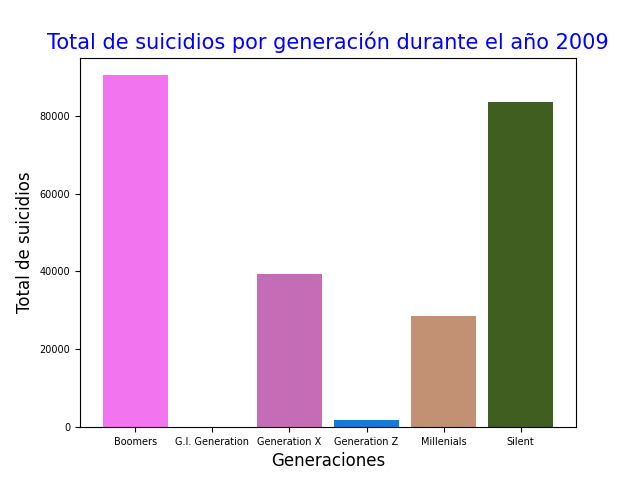 Total de suicidios por generación durante el año 2009
Total de suicidios
80000
60000
40000
20000
0
Boomers G.I. Generation Generation X Generation Z Millenials Silent
Generaciones